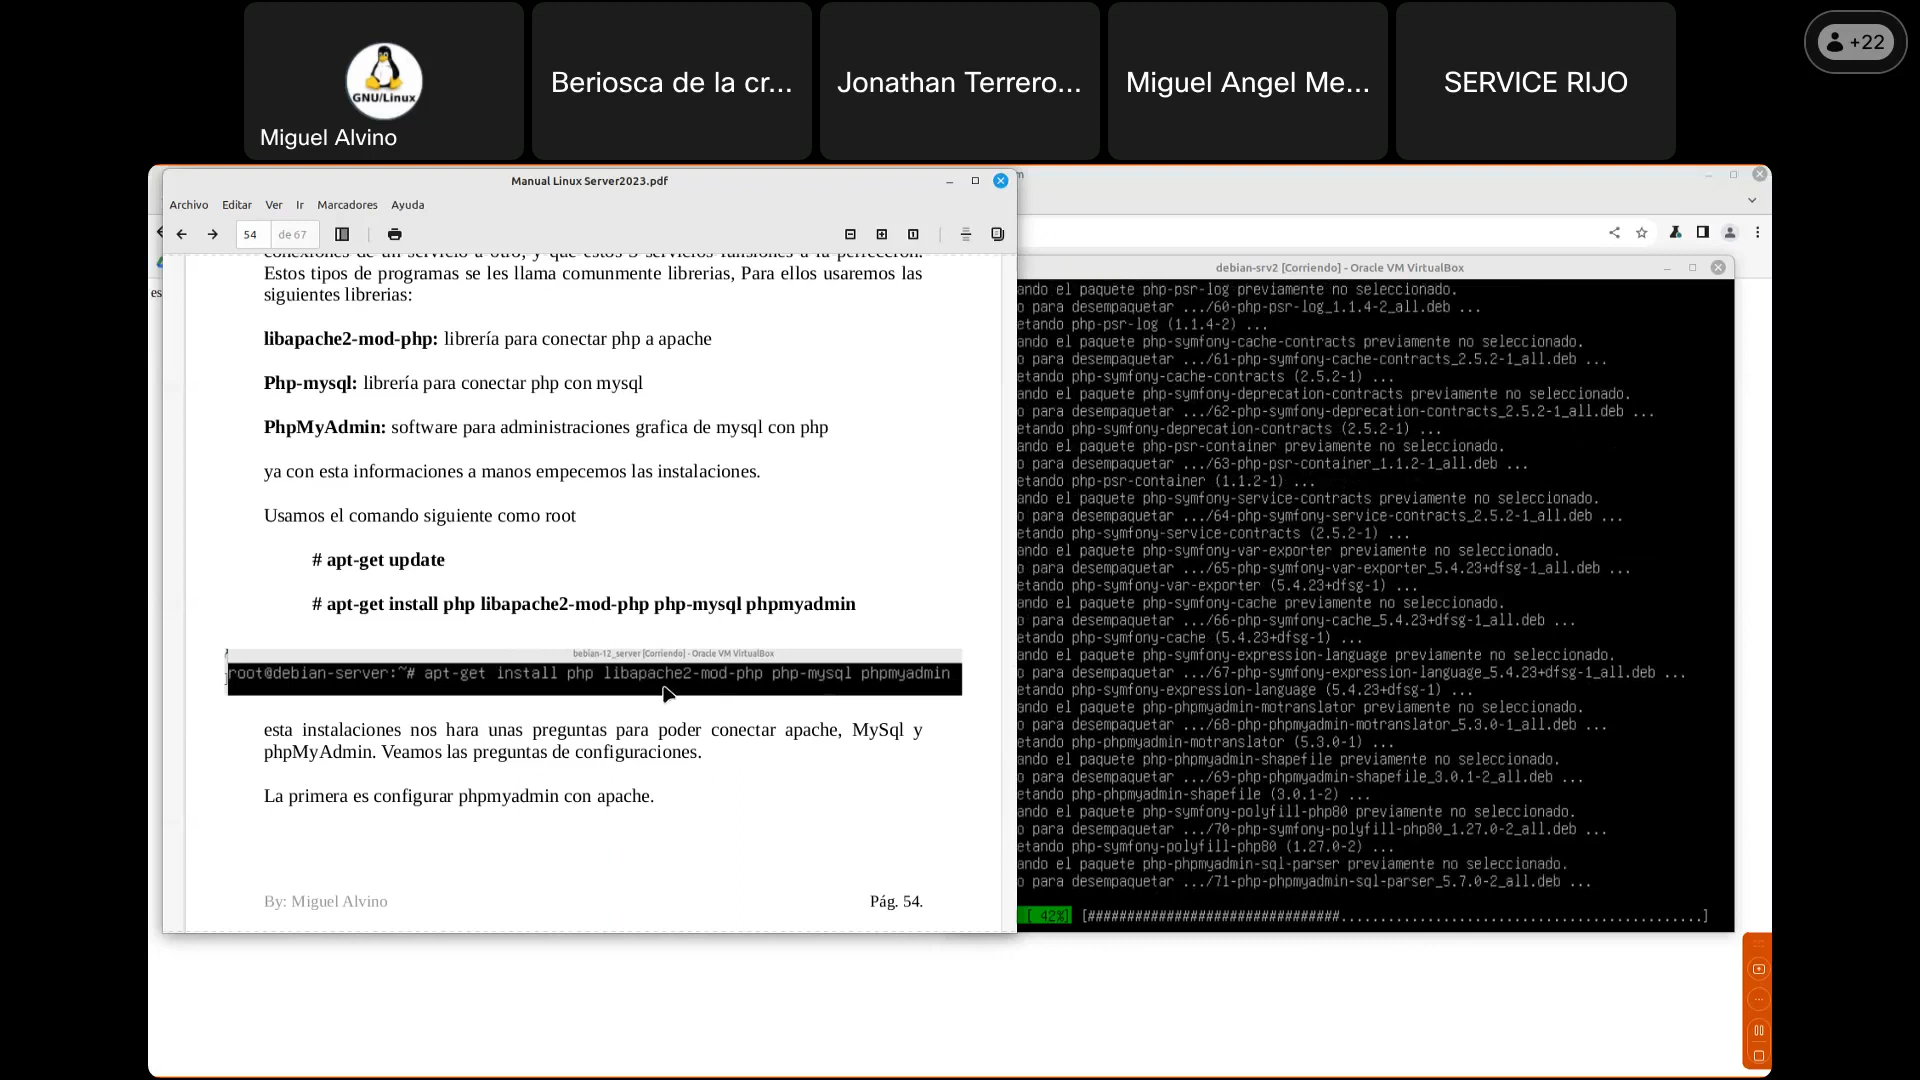 +22
GNU/Linux
Miguel Alvino
Beriosca de la cr...
Jonathan Terrero...
Miguel Angel Me...
SERVICE RIJO
Manual Linux Server2023.pdf
Archivo Editar Ver Ir Marcadores Ayuda
54 de 67
Estos tipos de programas se les llama comunmente librerias, Para ellos usaremos las
siguientes librerias:
libapache2-mod-php: librería para conectar php a apache
Php-mysql: librería para conectar php con mysql
PhpMyAdmin: software para administraciones grafica de mysql con php
ya con esta informaciones a manos empecemos las instalaciones.
Usamos el comando siguiente como root
# apt-get update
# apt-get install php libapache2-mod-php php-mysql phpmyadmin
bebian-12_server [Corriendo] - Oracle VM VirtualBox
root@debian-server:~# apt-get install php libapache2-mod-php php-mysql phpmyadmin
esta instalaciones nos hara unas preguntas para poder conectar apache, MySql y
phpMyAdmin. Veamos las preguntas de configuraciones.
La primera es configurar phpmyadmin con apache.
By: Miguel Alvino
Pág. 54.
es
debian-srv2 [Corriendo] - Oracle VM VirtualBox
ando el paquete php-psr-log previamente no seleccionado.
o para desempaquetar .../60-php-psr-log_1.1.4-2_all.deb ...
etando php-psr-log (1.1.4-2) ...
ando el paquete php-symfony-cache-contracts previamente no seleccionado.
o para desempaquetar .../61-php-symfony-cache-contracts_2.5.2-1_all.deb ...
etando php-symfony-cache-contracts (2.5.2-1) ...
ando el paquete php-symfony-deprecation-contracts previamente no seleccionado.
o para desempaquetar .../62-php-symfony-deprecation-contracts_2.5.2-1_all.deb ...
etando php-symfony-deprecation-contracts (2.5.2-1) ...
ando el paquete php-psr-container previamente no seleccionado.
o para desempaquetar .../63-php-psr-container_1.1.2-1_all.deb ...
etando php-psr-container (1.1.2-1) ...
ando el paquete php-symfony-service-contracts previamente no seleccionado.
o para desempaquetar .../64-php-symfony-service-contracts_2.5.2-1_all.deb ...
etando php-symfony-service-contracts (2.5.2-1) ...
ando el paquete php-symfony-var-exporter previamente no seleccionado.
o para desempaquetar .../65-php-symfony-var-exporter_5.4.23+dfsg-1_all.deb ...
etando php-symfony-var-exporter (5.4.23+dfsg-1) ...
ando el paquete php-symfony-cache previamente no seleccionado.
o para desempaquetar .../66-php-symfony-cache_5.4.23+dfsg-1_all.deb ...
etando php-symfony-cache (5.4.23+dfsg-1) ...
ando el paquete php-symfony-expression-language previamente no seleccionado.
o para desempaquetar .../67-php-symfony-expression-language_5.4.23+dfsg-1_all.deb ...
etando php-symfony-expression-language (5.4.23+dfsg-1) ...
ando el paquete php-phpmyadmin-motranslator previamente no seleccionado.
o para desempaquetar .../68-php-phpmyadmin-motranslator_5.3.0-1_all.deb ...
etando php-phpmyadmin-motranslator (5.3.0-1) ...
ando el paquete php-phpmyadmin-shapefile previamente no seleccionado.
o para desempaquetar .../69-php-phpmyadmin-shapefile_3.0.1-2_all.deb ...
etando php-phpmyadmin-shapefile (3.0.1-2) ...
ando el paquete php-symfony-polyfill-php80 previamente no seleccionado.
o para desempaquetar .../70-php-symfony-polyfill-php80_1.27.0-2_all.deb ...
etando php-symfony-polyfill-php80 (1.27.0-2) ...
ando el paquete php-phpmyadmin-sql-parser previamente no seleccionado.
o para desempaquetar .../71-php-phpmyadmin-sql-parser_5.7.0-2_all.deb ...
[ 42%] [################################..............................................]